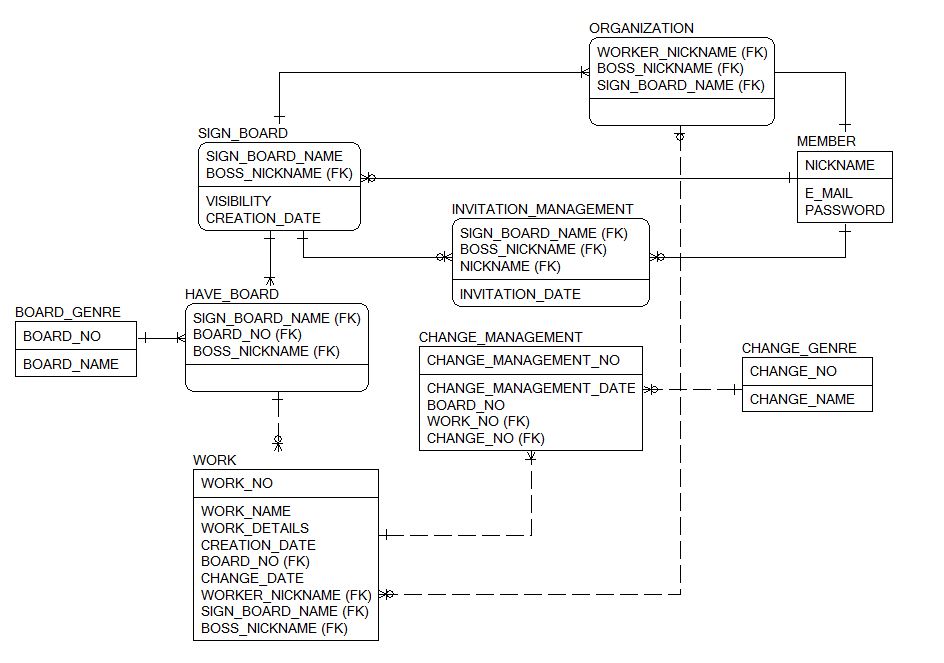 ORGANIZATION
WORKER_NICKNAME (FK)
BOSS_NICKNAME (FK)
SIGN_BOARD_NAME (FK)
SIGN_BOARD
SIGN_BOARD_NAME
BOSS_NICKNAME (FK)
VISIBILITY
CREATION_DATE
MEMBER
NICKNAME
E_MAIL
PASSWORD
INVITATION_MANAGEMENT
SIGN_BOARD_NAME (FK)
BOSS_NICKNAME (FK)
NICKNAME (FK)
INVITATION_DATE
HAVE_BOARD
SIGN_BOARD_NAME (FK)
BOARD_NO (FK)
BOSS_NICKNAME (FK)
BOARD_GENRE
BOARD_NO
BOARD_NAME
CHANGE_MANAGEMENT
CHANGE_MANAGEMENT_NO
CHANGE_MANAGEMENT_DATE
BOARD_NO
WORK_NO (FK)
CHANGE_NO (FK)
CHANGE_GENRE
CHANGE_NO
CHANGE_NAME
WORK
WORK_NO
WORK_NAME
WORK_DETAILS
CREATION_DATE
BOARD_NO (FK)
CHANGE_DATE
WORKER_NICKNAME (FK)
SIGN_BOARD_NAME (FK)
BOSS_NICKNAME (FK)